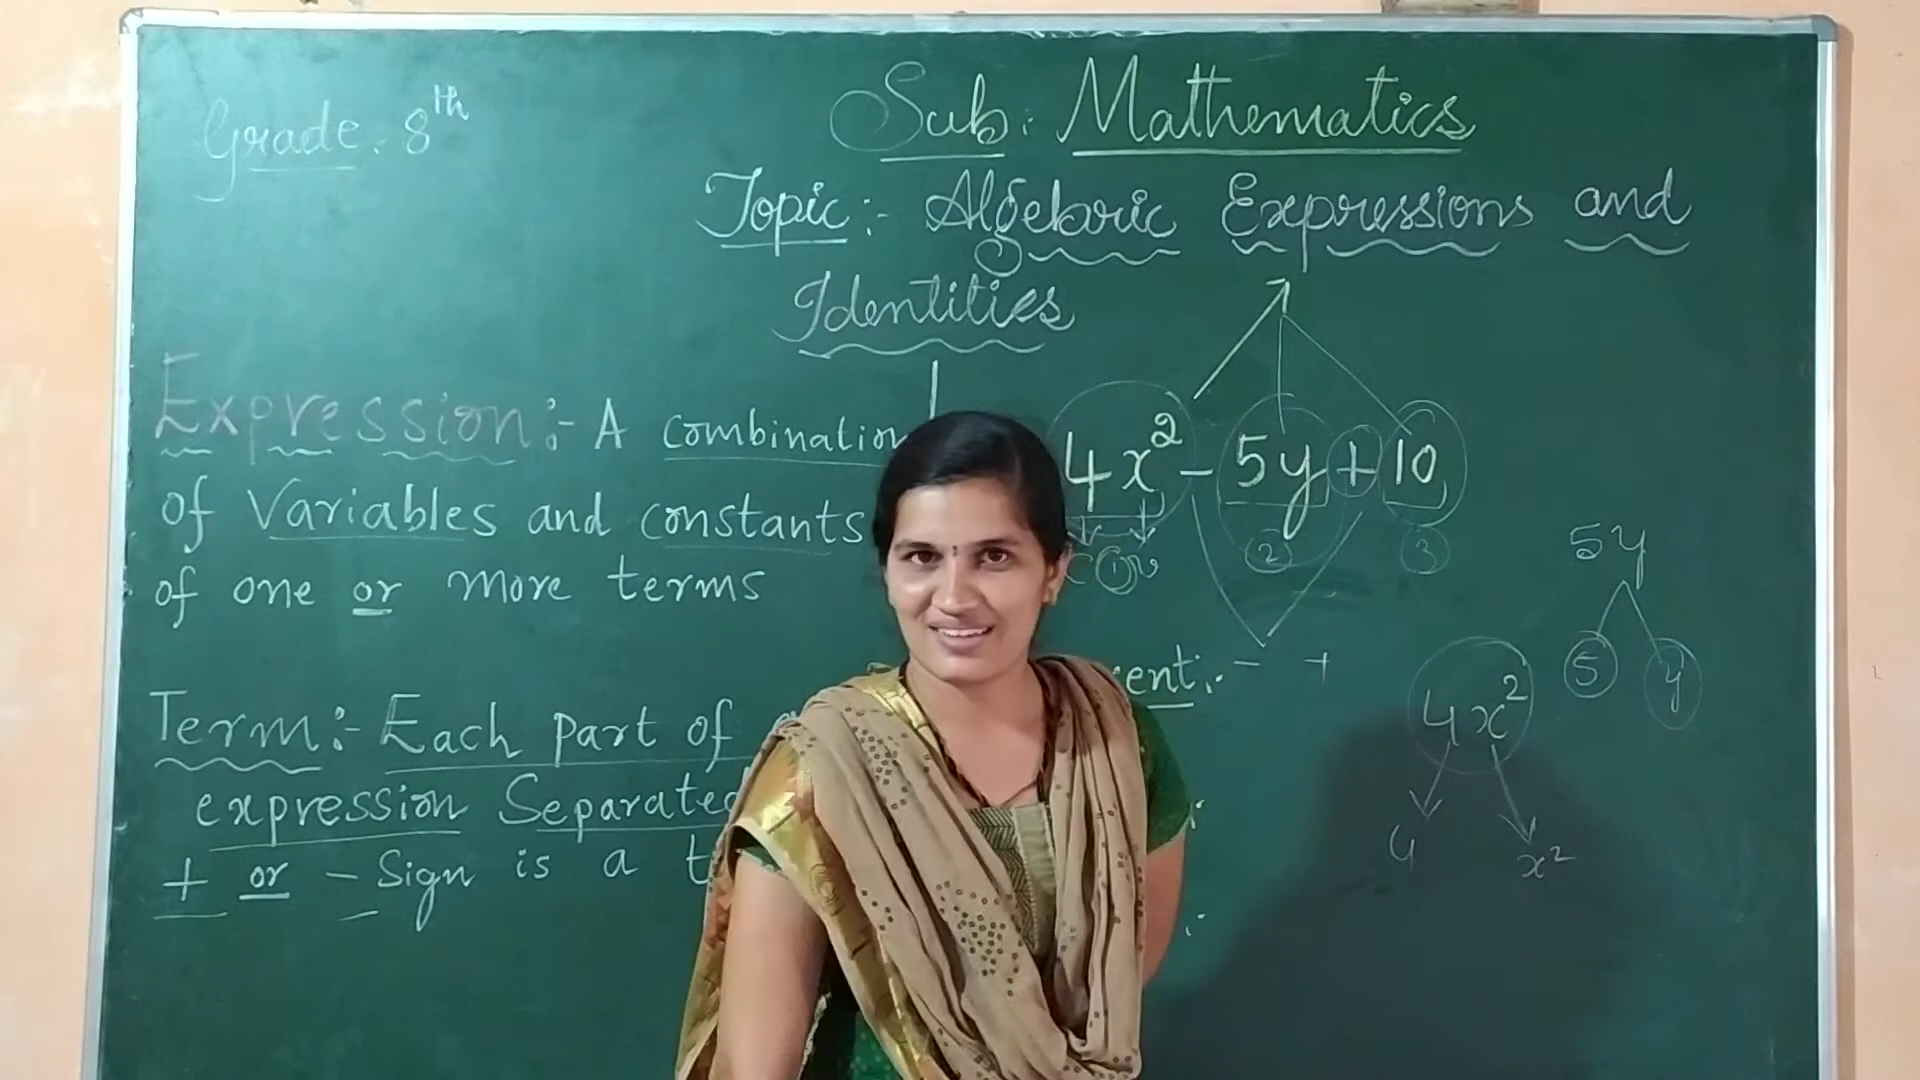 Grade: 8th
Sub: Mathematics
Topic:- Algebric Expressions and
Identities
Expression:- A combination
of Variables and constants
of one or more terms
Term:- Each part of
expression Separated
+ or - Sign is a
4x² - 5y + 10
1 2 3
- +
5y
5 y
4x²
4 x²